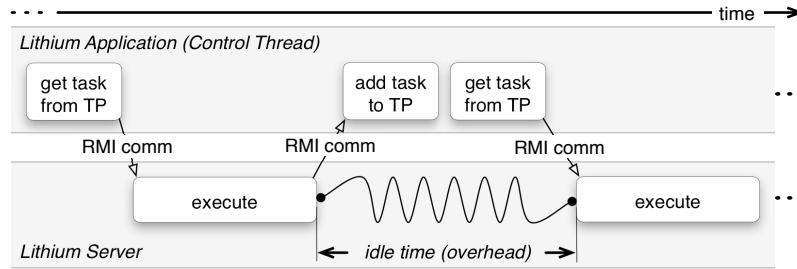 time
Lithium Application (Control Thread)
get task
from TP
add task
to TP
get task
from TP
RMI comm
RMI comm
RMI comm
execute
execute
idle time (overhead)
Lithium Server